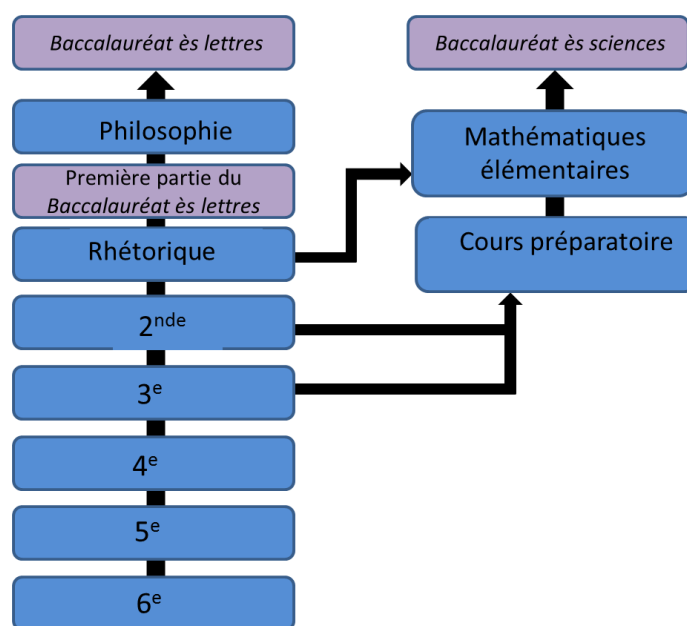 Baccalauréat ès lettres
Baccalauréat ès sciences
Philosophie
Mathématiques
élémentaires
Première partie du
Baccalauréat ès lettres
Rhétorique
Cours préparatoire
2nde
3e
4e
5e
6e